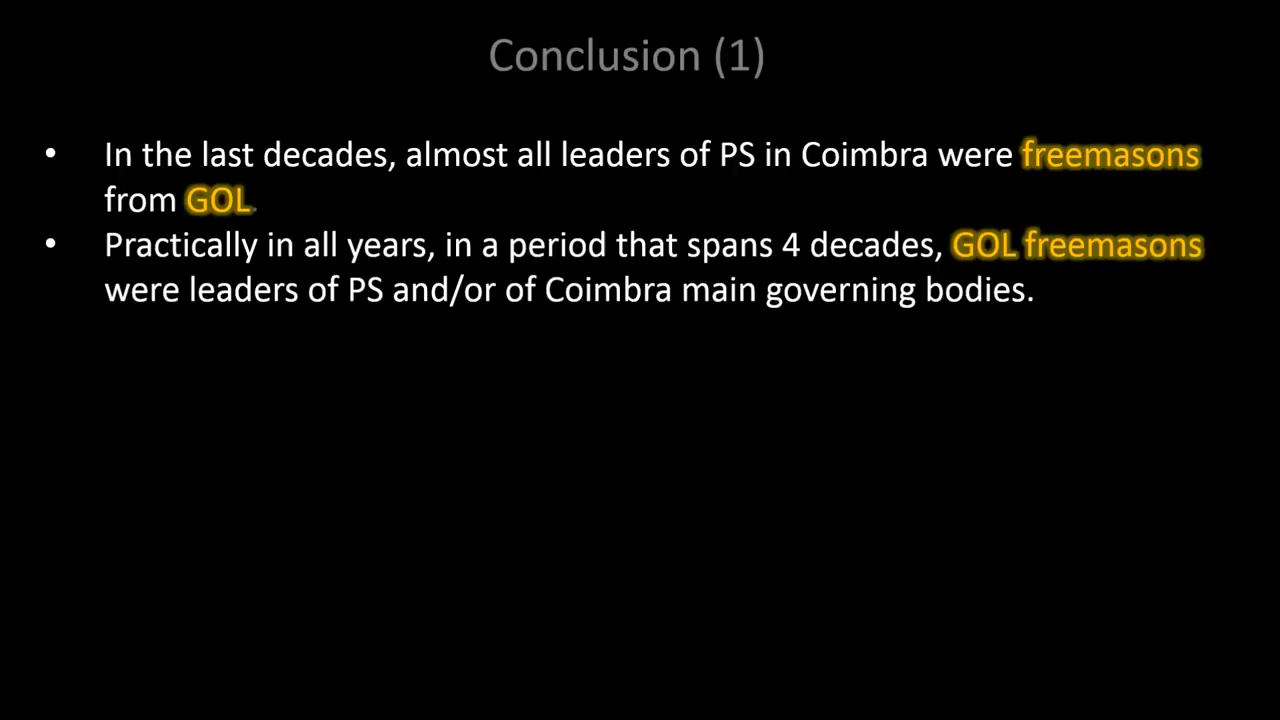 Conclusion (1)
• In the last decades, almost all leaders of PS in Coimbra were freemasons
from GOL.
• Practically in all years, in a period that spans 4 decades, GOL freemasons
were leaders of PS and/or of Coimbra main governing bodies.